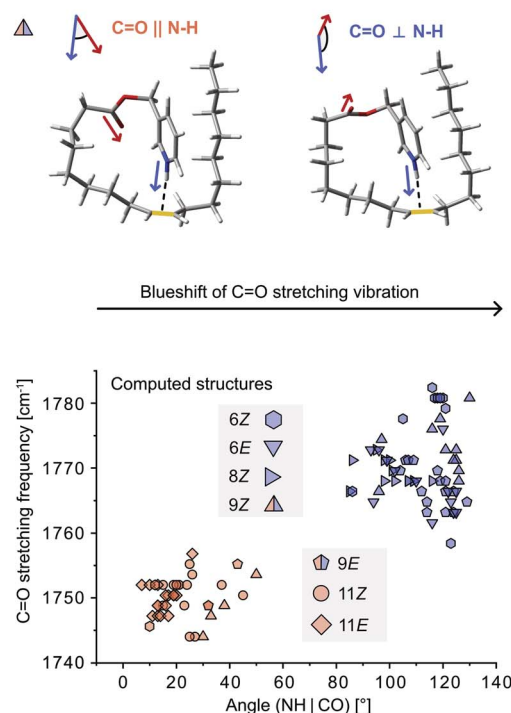 C=O || N-H
C=O ⊥ N-H
Blueshift of C=O stretching vibration
C=O stretching frequency [cm⁻¹]
1780
1770
1760
1750
1740
Computed structures
6Z
6E
8Z
9Z
9E
11Z
11E
0 20 40 60 80 100 120 140
Angle (NH | CO) [°]